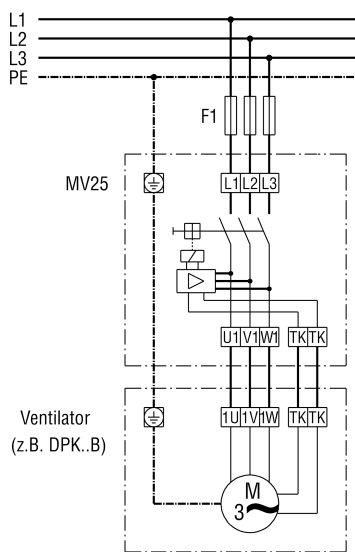 L1
L2
L3
PE
F1
MV25
L1 L2 L3
U1 V1 W1 TK TK
Ventilator
(z.B. DPK..B)
1U 1V 1W TK TK
M
3